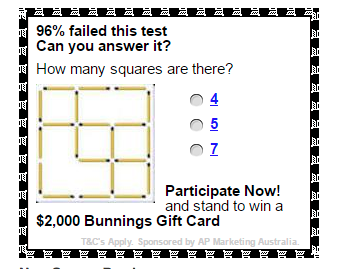 96% failed this test
Can you answer it?
How many squares are there?
4
5
7
Participate Now!
and stand to win a
$2,000 Bunnings Gift Card
T&C's Apply. Sponsored by AP Marketing Australia.